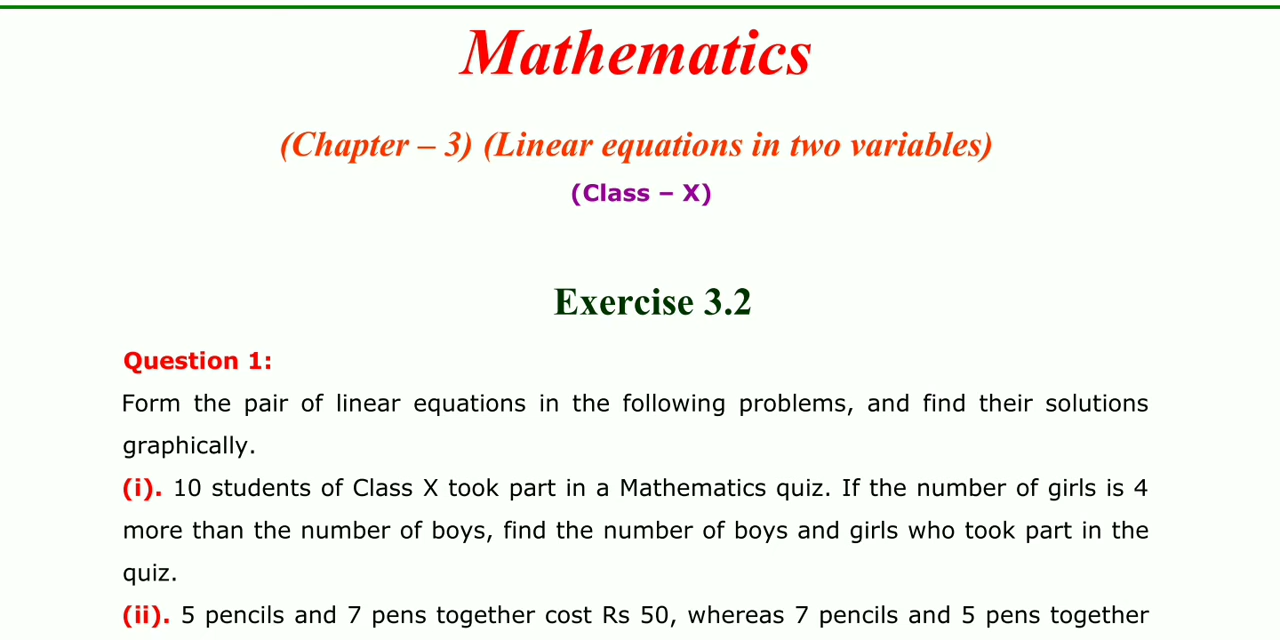 Mathematics
(Chapter – 3) (Linear equations in two variables)
(Class – X)
Exercise 3.2
Question 1:
Form the pair of linear equations in the following problems, and find their solutions
graphically.
(i). 10 students of Class X took part in a Mathematics quiz. If the number of girls is 4
more than the number of boys, find the number of boys and girls who took part in the
quiz.
(ii). 5 pencils and 7 pens together cost Rs 50, whereas 7 pencils and 5 pens together